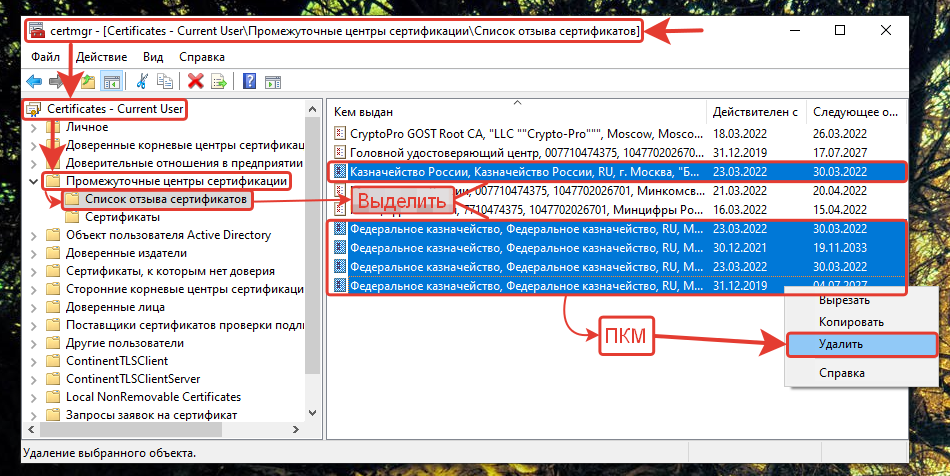 certmgr - [Certificates - Current User\Промежуточные центры сертификации\Список отзыва сертификатов]
Файл Действие Вид Справка
Certificates - Current User
Личное
Доверенные корневые центры сертификац
Доверительные отношения в предприятии
Промежуточные центры сертификации
Список отзыва сертификатов
Сертификаты
Объект пользователя Active Directory
Доверенные издатели
Сертификаты, к которым нет доверия
Сторонние корневые центры сертификаци
Доверенные лица
Поставщики сертификатов проверки подли
Другие пользователи
ContinentTLSClient
ContinentTLSClientServer
Local NonRemovable Certificates
Запросы заявок на сертификат
Кем выдан Действителен с Следующее о...
CryptoPro GOST Root CA, "LLC ""Crypto-Pro""", Moscow, Mosco... 18.03.2022 26.03.2022
Головной удостоверяющий центр, 007710474375, 104770202670... 31.12.2019 17.07.2027
Казначейство России, Казначейство России, RU, г. Москва, "Б... 23.03.2022 30.03.2022
ии, 007710474375, 1047702026701, Минкомсв... 21.03.2022 20.04.2022
7710474375, 1047702026701, Минцифры Ро... 16.03.2022 15.04.2022
Федеральное казначейство, Федеральное казначейство, RU, М... 23.03.2022 30.03.2022
Федеральное казначейство, Федеральное казначейство, RU, М... 30.12.2021 19.11.2033
Федеральное казначейство, Федеральное казначейство, RU, М... 23.03.2022 30.03.2022
Федеральное казначейство, Федеральное казначейство, RU, М... 31.12.2019 04.07.2027
Выделить
ПКМ
Вырезать
Копировать
Удалить
Справка
Удаление выбранного объекта.